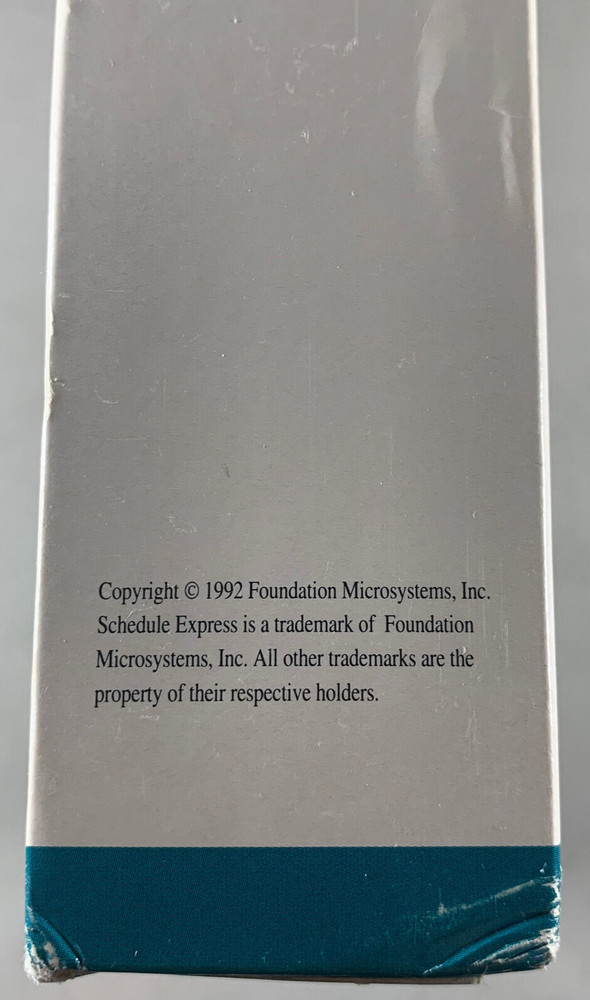 Copyright © 1992 Foundation Microsystems, Inc.
Schedule Express is a trademark of Foundation
Microsystems, Inc. All other trademarks are the
property of their respective holders.